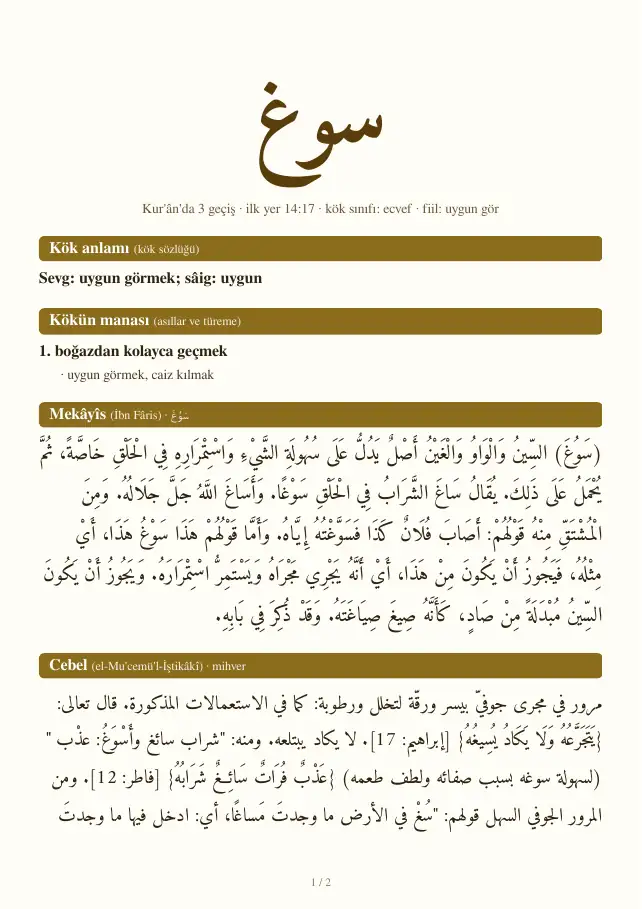 سوغ
Kur'ân'da 3 geçiş · ilk yer 14:17 · kök sınıfı: ecvef · fiil: uygun gör
Kök anlamı (kök sözlüğü)
Sevg: uygun görmek; sâig: uygun
Kökün manası (asıllar ve türeme)
1. boğazdan kolayca geçmek
· uygun görmek, caiz kılmak
Mekâyîs (İbn Fâris) · سَوُغَ
(سَوُغَ) السِّينُ وَالْوَاوُ وَالْغَيْنُ أَصْلٌ يَدُلُّ عَلَى سُهُولَةِ الشَّيْءِ وَاسْتِمْرَارِهِ فِي الْحَلْقِ خَاصَّةً، ثُمَّ
يُحْمَلُ عَلَى ذَلِكَ. يُقَالُ سَاغَ الشَّرَابُ فِي الْحَلْقِ سَوْغًا. وَأَسَاغَ اللَّهُ جَلَّ جَلَالُهُ. وَمِنَ
الْمُشْتَقِّ مِنْهُ قَوْلُهُمْ: أَصَابَ فُلَانٌ كَذَا فَسَوَّغْتُهُ إِيَّاهُ. وَأَمَّا قَوْلُهُمْ هَذَا سَوْغُ هَذَا، أَيْ
مِثْلُهُ، فَيَجُوزُ أَنْ يَكُونَ مِنْ هَذَا، أَيْ أَنَّهُ يَجْرِي مَجْرَاهُ وَيَسْتَمِرُّ اسْتِمْرَارَهُ. وَيَجُوزُ أَنْ يَكُونَ
السِّينُ مُبْدَلَةً مِنْ صَادٍ، كَأَنَّهُ صِيغَ صِيَاغَتَهُ. وَقَدْ ذُكِرَ فِي بَابِهِ.
Cebel (el-Mu'cemü'l-İştikâkî) · mihver
مرور في مجرى جوفيّ بيسر ورقّة لتخلل ورطوبة: كما في الاستعمالات المذكورة. قال تعالى:
{يَتَجَرَّعُهُ وَلَا يَكَادُ يُسِيغُهُ} [إبراهيم: 17]. لا يكاد يبتلعه. ومنه: "شراب سائغ وأَسْوَغُ: عذْب "
(لسهولة سوغه بسبب صفائه ولطف طعمه) {عَذْبٌ فُرَاتٌ سَائِغٌ شَرَابُهُ} [فاطر: 12]. ومن
المرور الجوفي السهل قولهم: "سُغْ في الأرض ما وجدتَ مَساغًا، أي: ادخل فيها ما وجدتَ
1 / 2